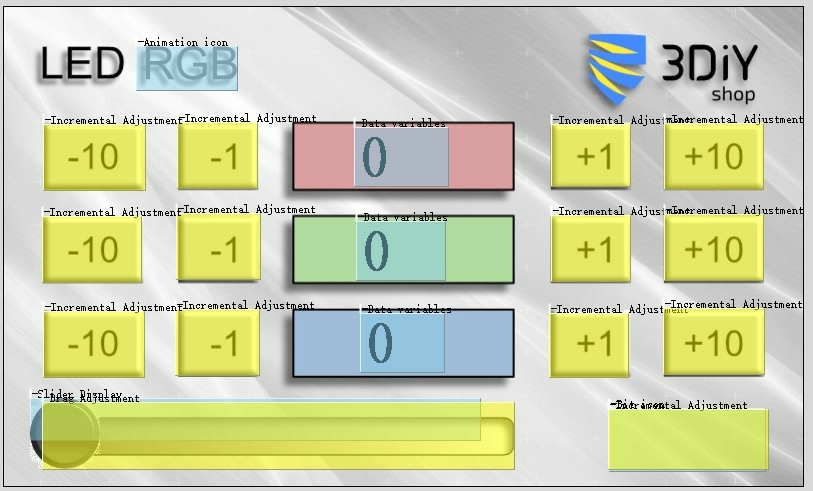 Animation icon
LED RGB
3DiY
shop
Incremental Adjustment Incremental Adjustment Data variables Incremental Adjustment Incremental Adjustment
-10 -1 0 +1 +10
Incremental Adjustment Incremental Adjustment Data variables Incremental Adjustment Incremental Adjustment
-10 -1 0 +1 +10
Incremental Adjustment Incremental Adjustment Data variables Incremental Adjustment Incremental Adjustment
-10 -1 0 +1 +10
Slider Display
Drag Adjustment
Incremental Adjustment